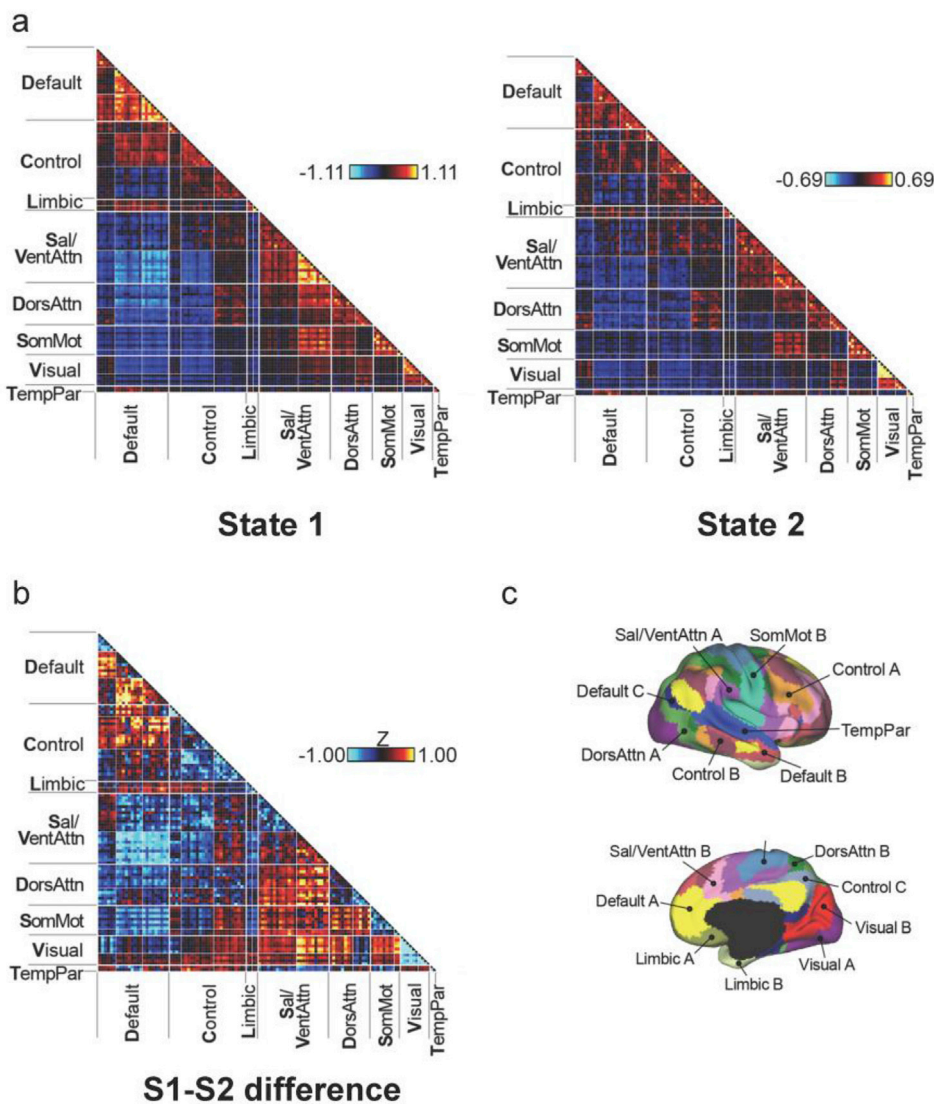 a
Default
Control
Limbic
Sal/
VentAttn
DorsAttn
SomMot
Visual
TempPar
-1.11
1.11
Default
Control
Limbic
Sal/
VentAttn
DorsAttn
SomMot
Visual
TempPar
State 1
Default
Control
Limbic
Sal/
VentAttn
DorsAttn
SomMot
Visual
TempPar
-0.69
0.69
Default
Control
Limbic
Sal/
VentAttn
DorsAttn
SomMot
Visual
TempPar
State 2
b
Default
Control
Limbic
Sal/
VentAttn
DorsAttn
SomMot
Visual
TempPar
Z
-1.00
1.00
Default
Control
Limbic
Sal/
VentAttn
DorsAttn
SomMot
Visual
TempPar
S1-S2 difference
c
Sal/VentAttn A
SomMot B
Control A
Default C
TempPar
DorsAttn A
Control B
Default B
Sal/VentAttn B
DorsAttn B
Control C
Default A
Visual B
Limbic A
Visual A
Limbic B